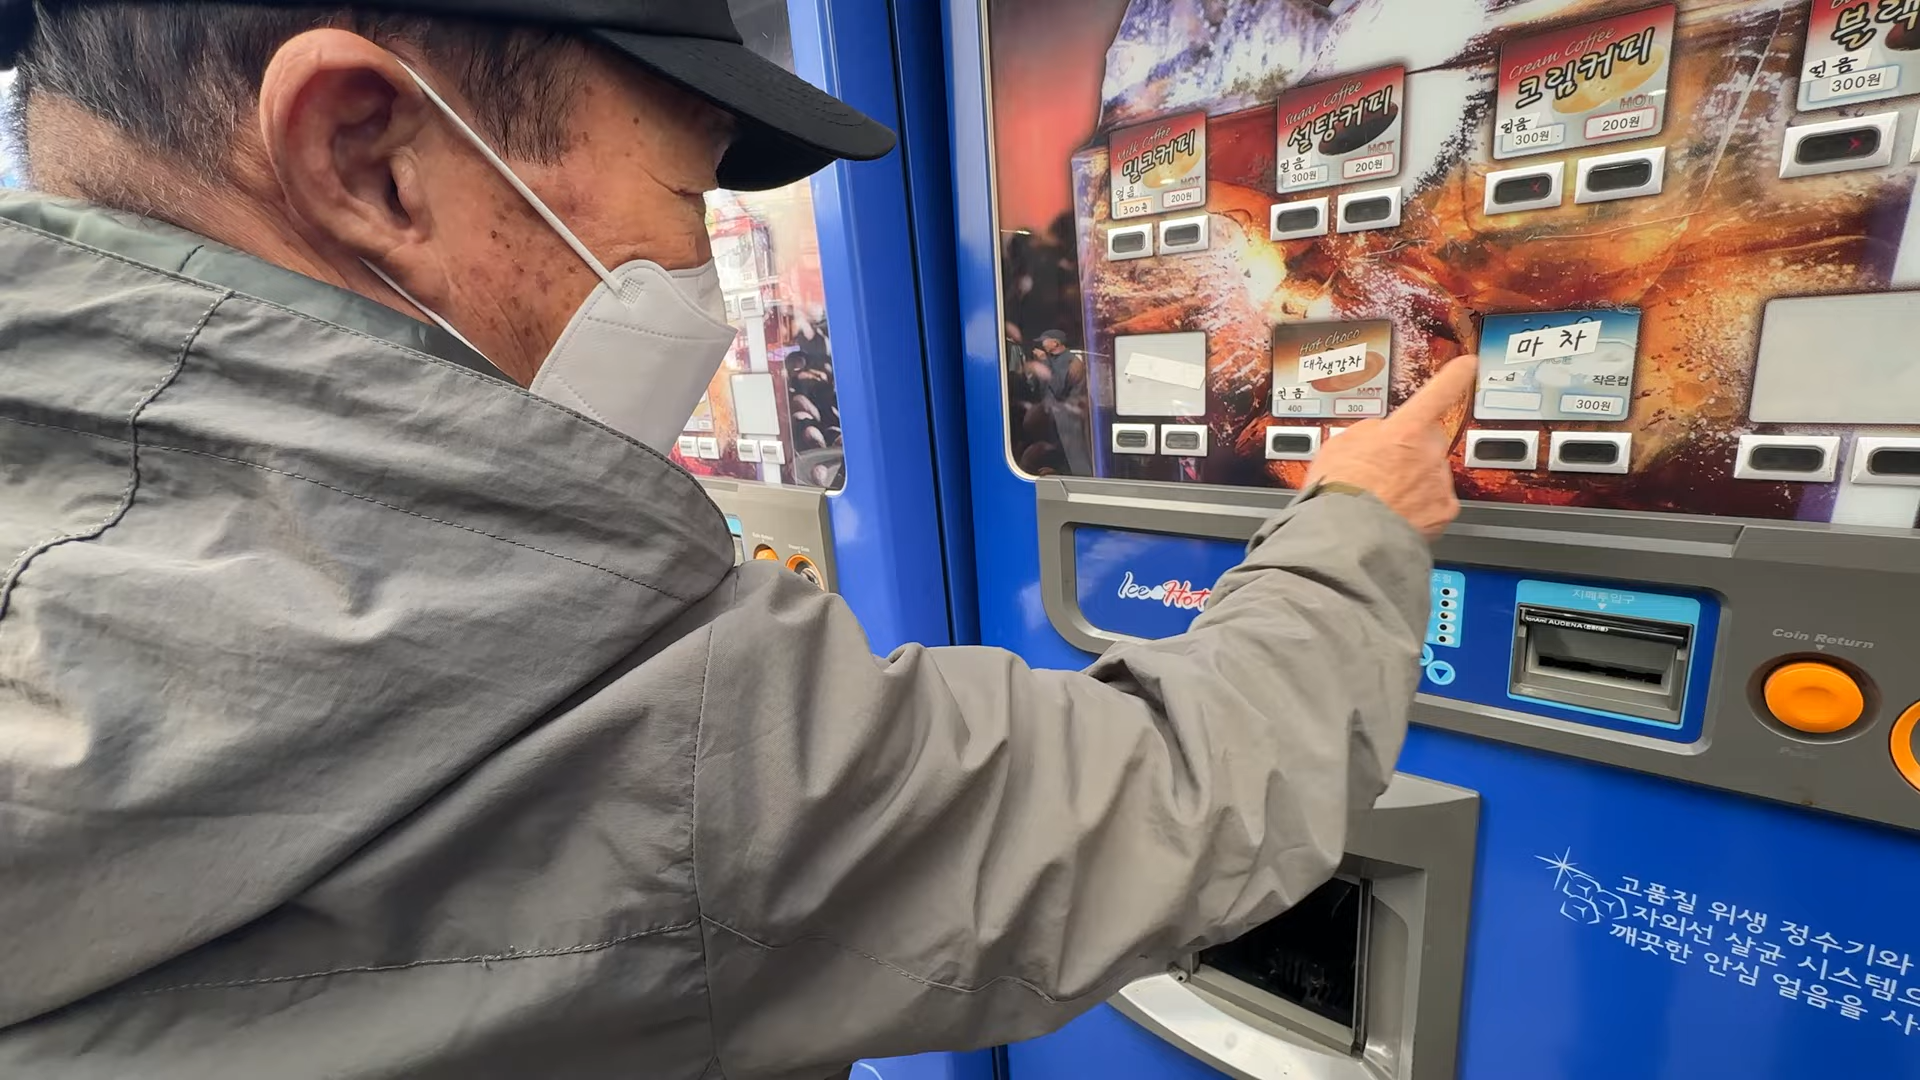 Milk Coffee
밀크커피
HOT
얼음
300원
200원
Sugar Coffee
설탕커피
HOT
얼음
300원
200원
Cream Coffee
크림커피
HOT
얼음
300원
200원
블랙
얼음
300원
Hot Choco
대추생강차
얼음
HOT
400
300
마 차
작은컵
300원
Ice Hot
조절
지폐투입구
Coin Return
고품질 위생 정수기와
자외선 살균 시스템으
깨끗한 안심 얼음을 사